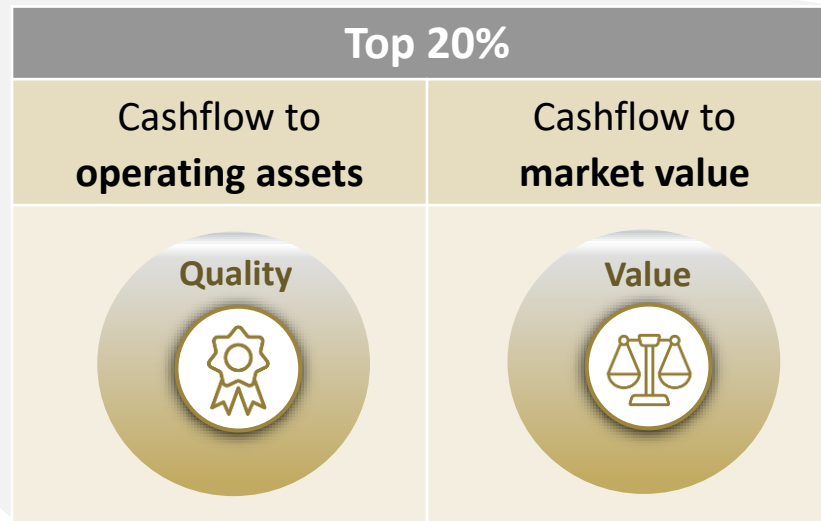 Top 20%
Cashflow to
operating assets
Cashflow to
market value
Quality
Value